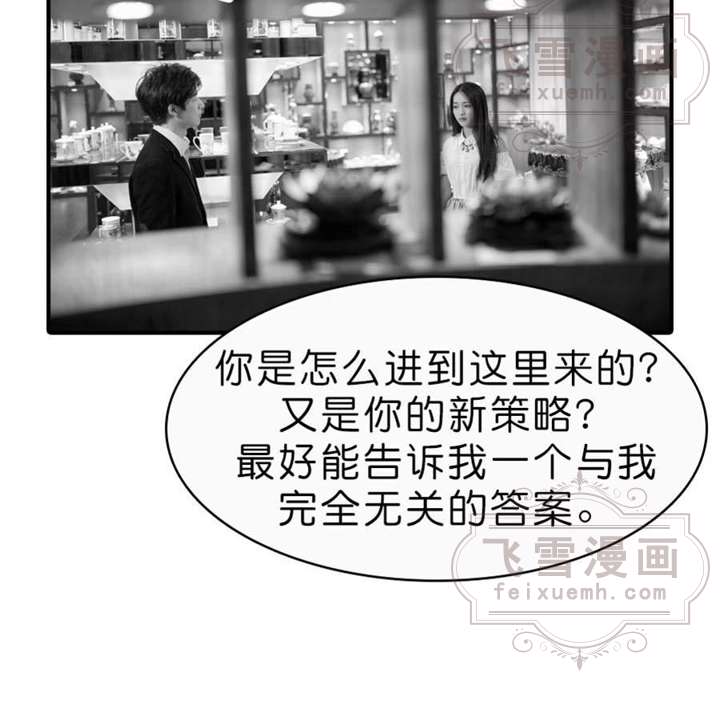 飞雪漫画
feixuemh.com
你是怎么进到这里来的？
又是你的新策略？
最好能告诉我一个与我
完全无关的答案。
飞雪漫画
feixuemh.com